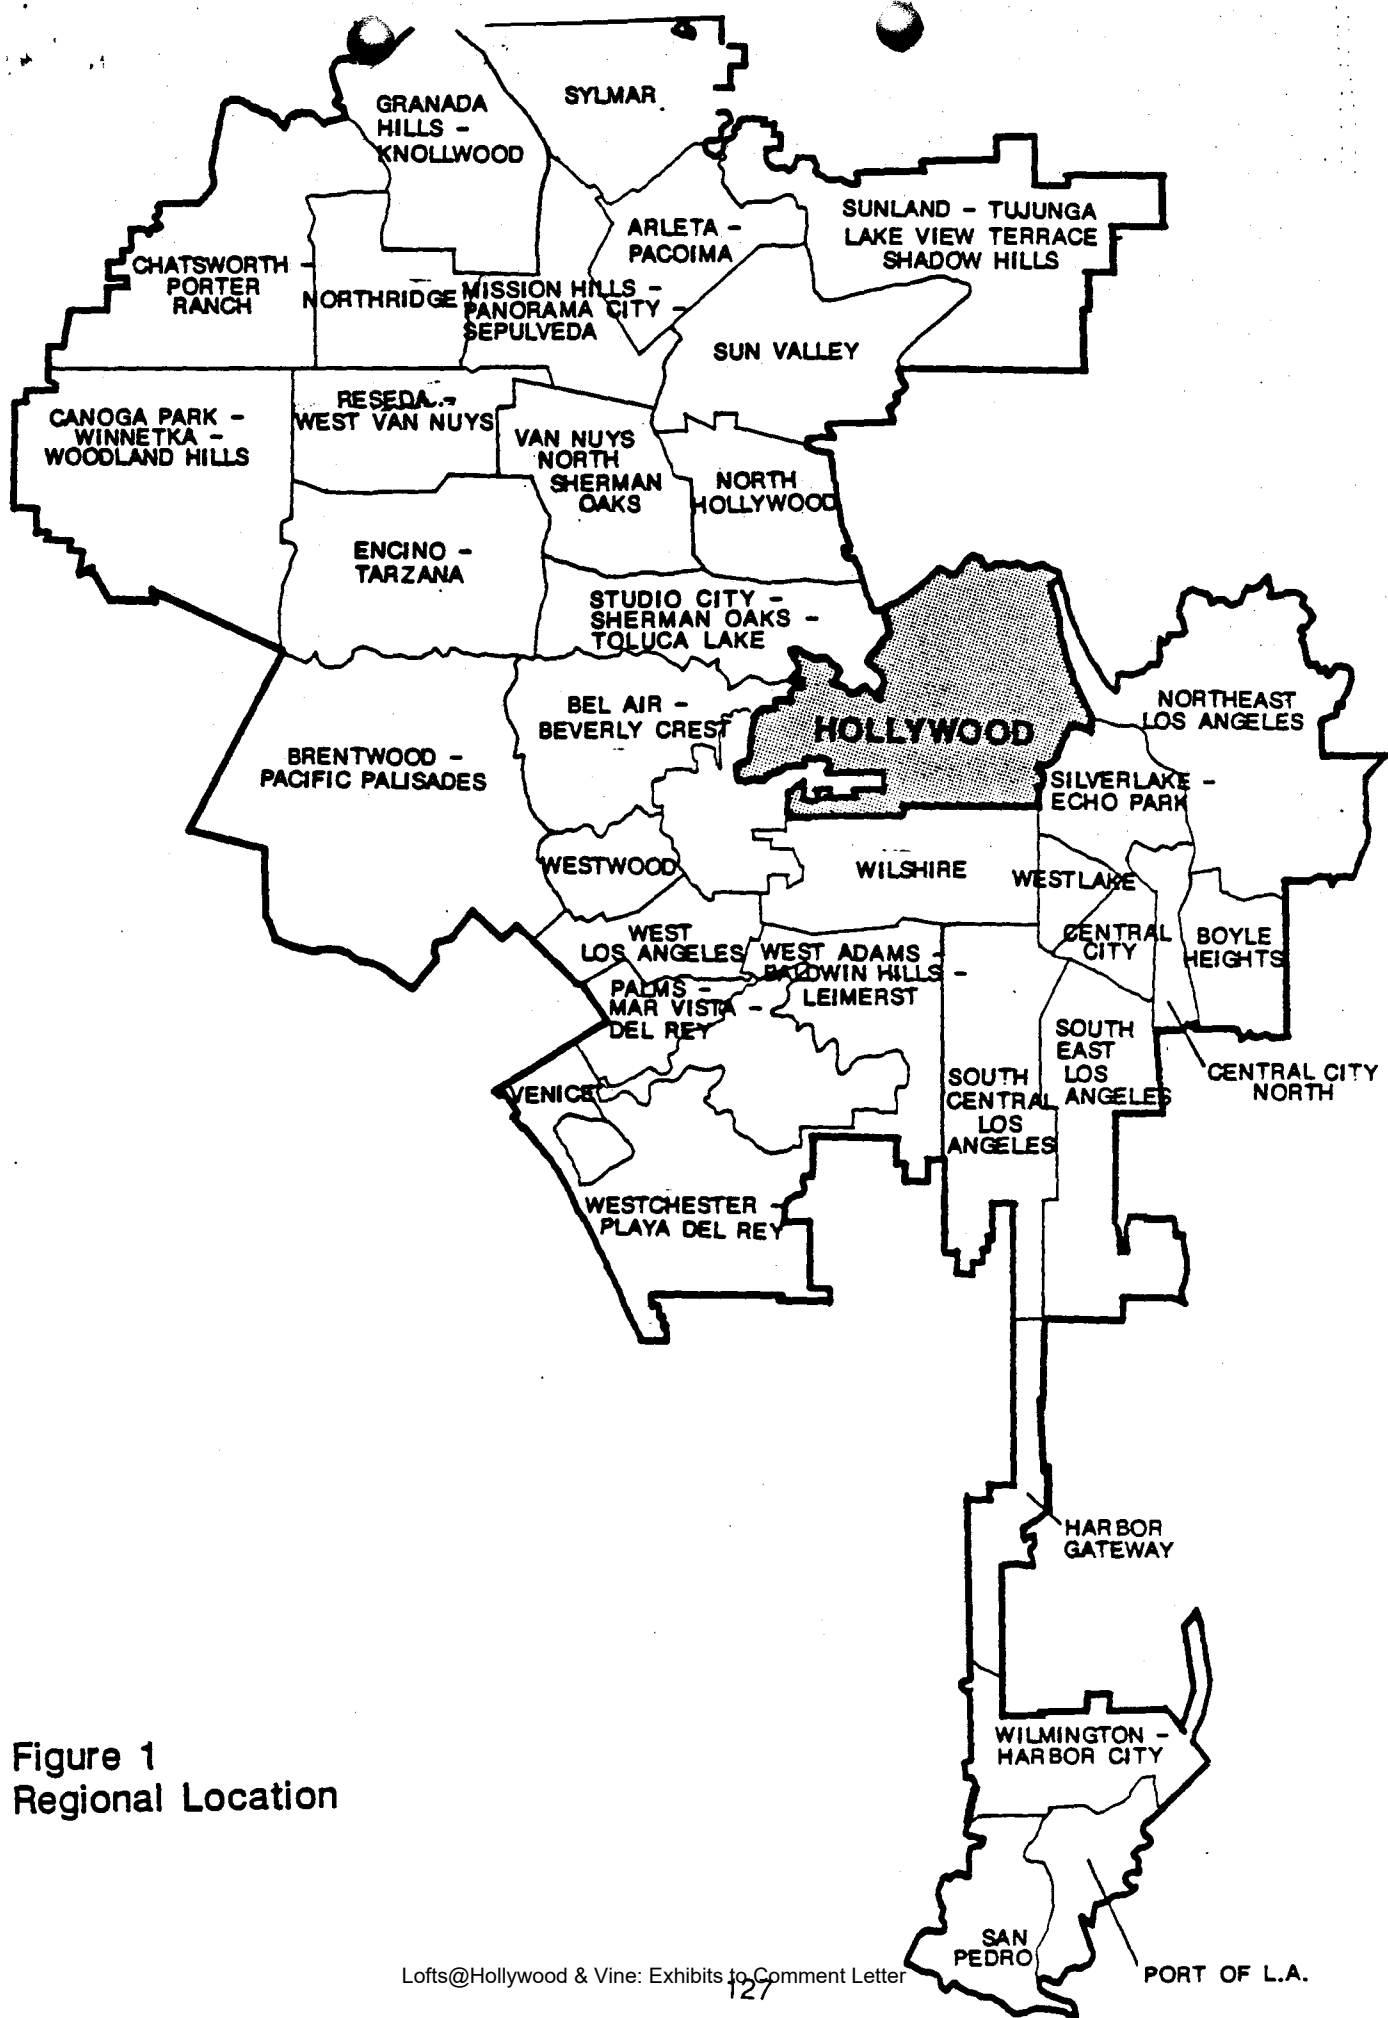 SYLMAR
GRANADA
HILLS -
KNOLLWOOD
SUNLAND - TUJUNGA
LAKE VIEW TERRACE
SHADOW HILLS
ARLETA -
PACOIMA
CHATSWORTH -
PORTER
RANCH
NORTHRIDGE
MISSION HILLS -
PANORAMA CITY -
SEPULVEDA
SUN VALLEY
RESEDA -
WEST VAN NUYS
CANOGA PARK -
WINNETKA -
WOODLAND HILLS
VAN NUYS
NORTH
SHERMAN
OAKS
NORTH
HOLLYWOOD
ENCINO -
TARZANA
STUDIO CITY -
SHERMAN OAKS -
TOLUCA LAKE
BEL AIR -
BEVERLY CREST
HOLLYWOOD
NORTHEAST
LOS ANGELES
BRENTWOOD -
PACIFIC PALISADES
SILVERLAKE -
ECHO PARK
WESTWOOD
WILSHIRE
WESTLAKE
CENTRAL
CITY
BOYLE
HEIGHTS
WEST
LOS ANGELES
WEST ADAMS -
BALDWIN HILLS -
LEIMERST
PALMS -
MAR VISTA -
DEL REY
SOUTH
EAST
LOS
ANGELES
CENTRAL CITY
NORTH
VENICE
SOUTH
CENTRAL
LOS
ANGELES
WESTCHESTER -
PLAYA DEL REY
HARBOR
GATEWAY
WILMINGTON -
HARBOR CITY
Figure 1
Regional Location
SAN
PEDRO
PORT OF L.A.
Lofts@Hollywood & Vine: Exhibits to Comment Letter
127